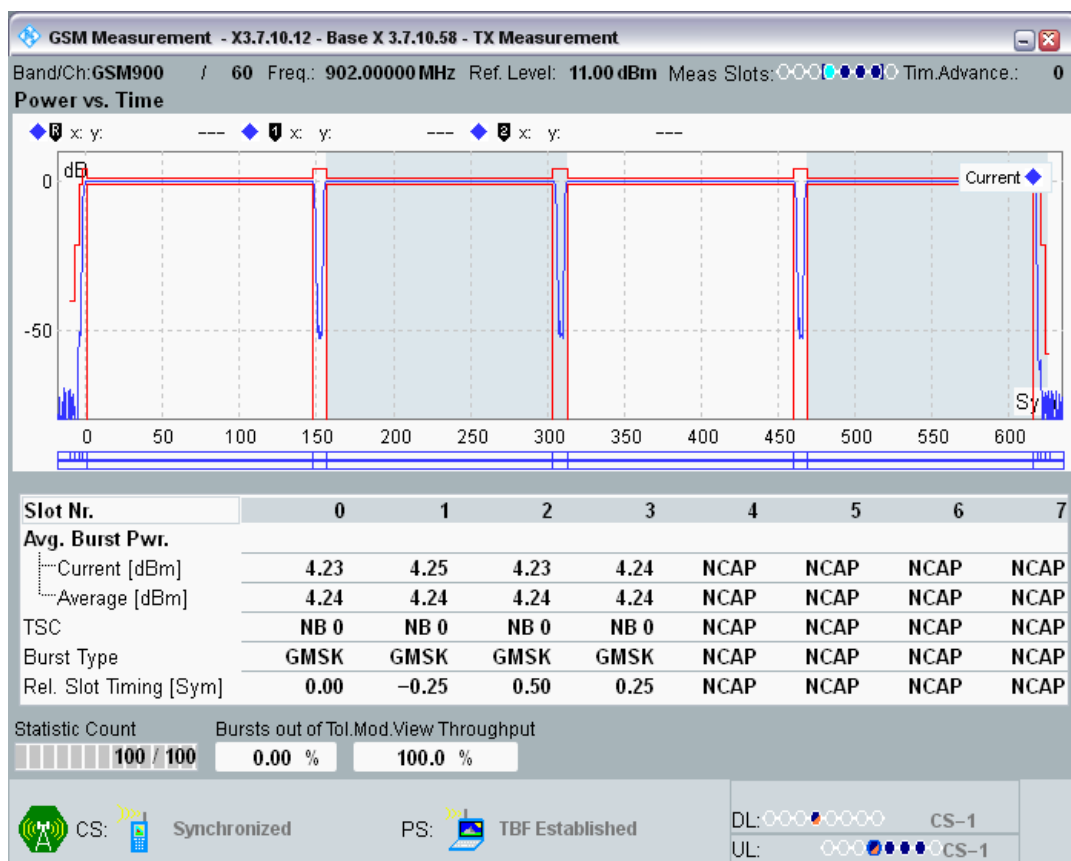 GSM Measurement - X3.7.10.12 - Base X 3.7.10.58 - TX Measurement
Band/Ch:GSM900 / 60 Freq.: 902.00000 MHz Ref. Level: 11.00 dBm Meas Slots: Tim.Advance.: 0
Power vs. Time
R x: y: --- 1 x: y: --- 2 x: y: ---
dB
0
Current
-50
Sy
0 50 100 150 200 250 300 350 400 450 500 550 600
Slot Nr. 0 1 2 3 4 5 6 7
Avg. Burst Pwr.
Current [dBm] 4.23 4.25 4.23 4.24 NCAP NCAP NCAP NCAP
Average [dBm] 4.24 4.24 4.24 4.24 NCAP NCAP NCAP NCAP
TSC NB 0 NB 0 NB 0 NB 0 NCAP NCAP NCAP NCAP
Burst Type GMSK GMSK GMSK GMSK NCAP NCAP NCAP NCAP
Rel. Slot Timing [Sym] 0.00 −0.25 0.50 0.25 NCAP NCAP NCAP NCAP
Statistic Count Bursts out of Tol.Mod.View Throughput
100 / 100 0.00 % 100.0 %
CS: Synchronized PS: TBF Established DL: CS−1
UL: CS−1